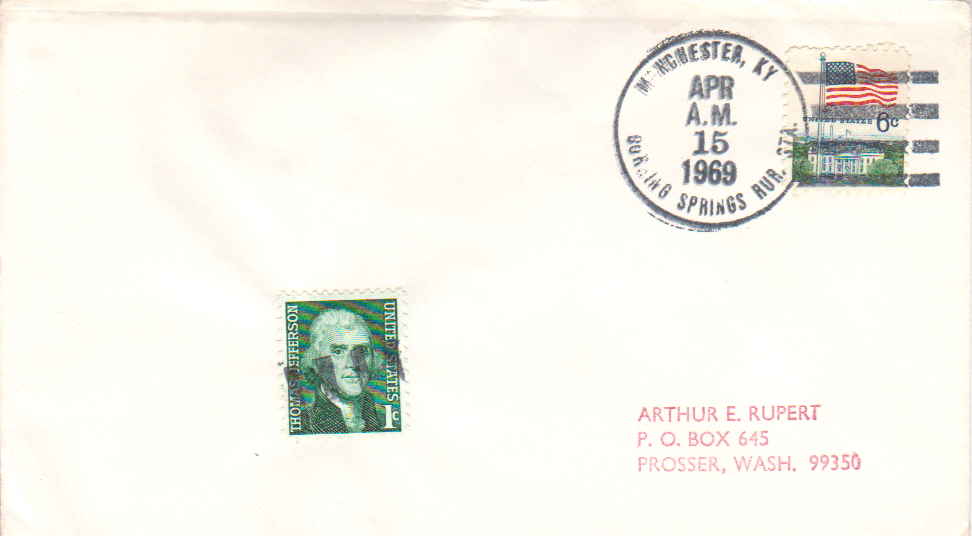 MANCHESTER, KY
APR
A.M.
15
1969
BURNING SPRINGS RUR. STA.
UNITED STATES
6c
THOMAS JEFFERSON
UNITED STATES
1c
ARTHUR E. RUPERT
P. O. BOX 645
PROSSER, WASH. 99350